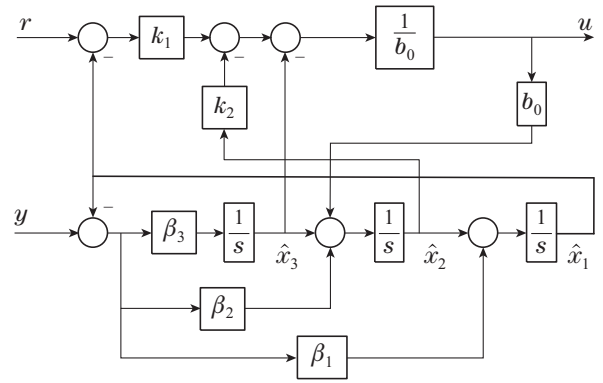 r
k₁
1/b₀
u
−
−
−
k₂
b₀
−
y
β₃
1/s
x̂₃
1/s
x̂₂
1/s
x̂₁
β₂
β₁